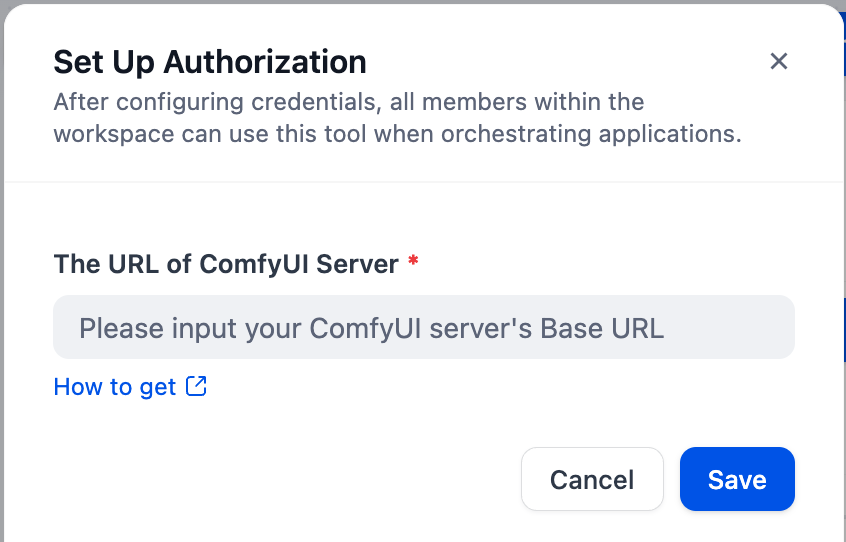 Set Up Authorization
After configuring credentials, all members within the
workspace can use this tool when orchestrating applications.
The URL of ComfyUI Server *
Please input your ComfyUI server's Base URL
How to get
Cancel
Save